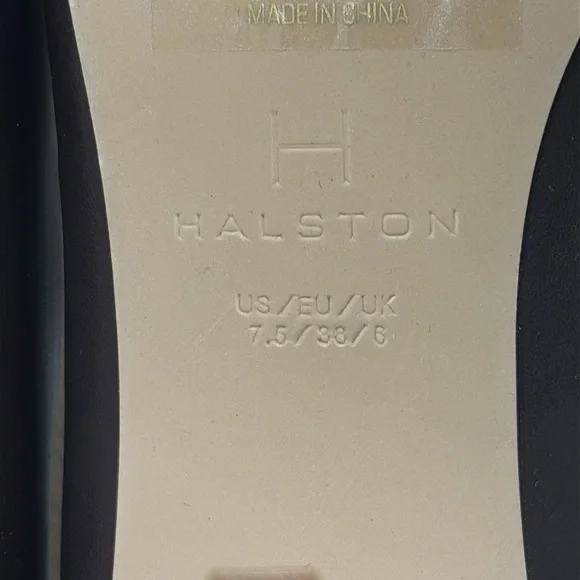 MADE IN CHINA
H
HALSTON
US/EU/UK
7.5/38/6